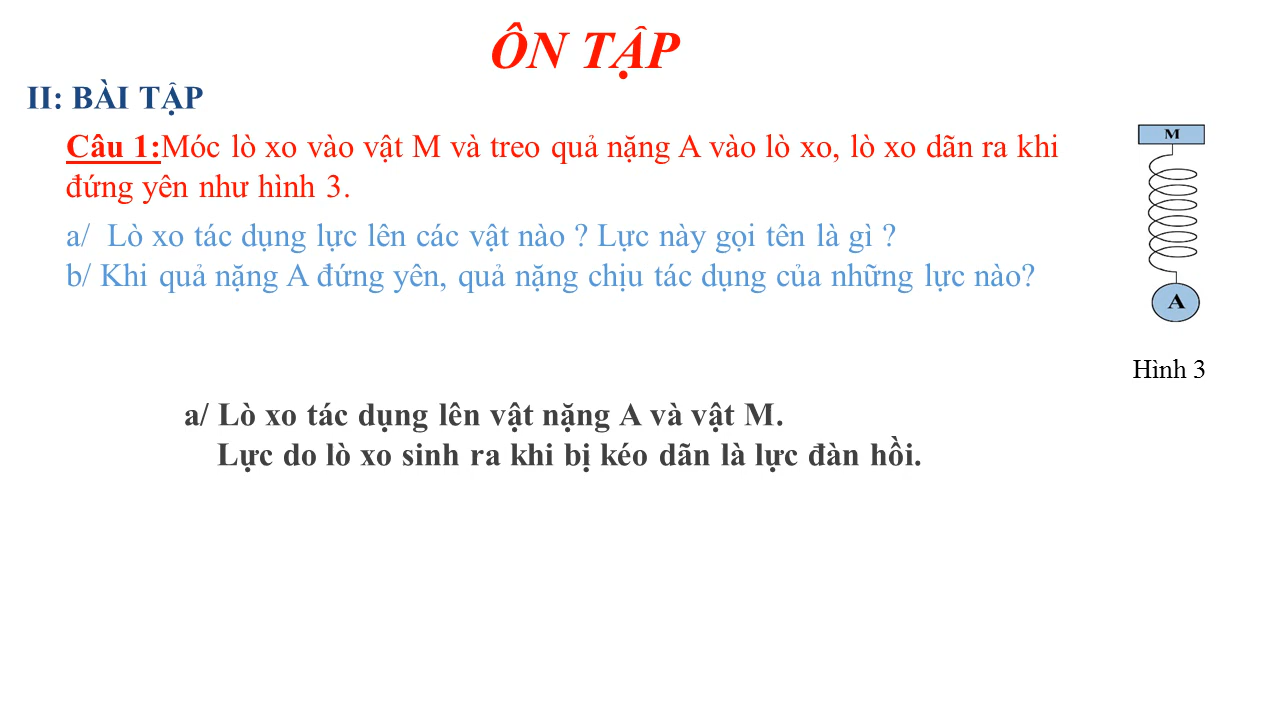 ÔN TẬP
II: BÀI TẬP
Câu 1:Móc lò xo vào vật M và treo quả nặng A vào lò xo, lò xo dãn ra khi
đứng yên như hình 3.
a/ Lò xo tác dụng lực lên các vật nào ? Lực này gọi tên là gì ?
b/ Khi quả nặng A đứng yên, quả nặng chịu tác dụng của những lực nào?
M
A
Hình 3
a/ Lò xo tác dụng lên vật nặng A và vật M.
Lực do lò xo sinh ra khi bị kéo dãn là lực đàn hồi.